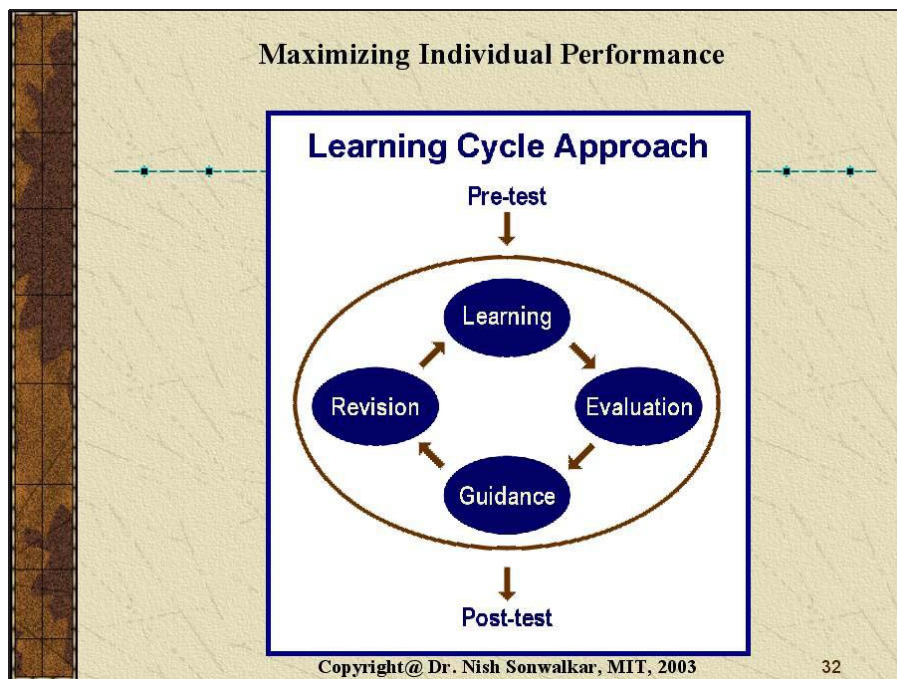 Maximizing Individual Performance
Learning Cycle Approach
Pre-test
Learning
Revision
Evaluation
Guidance
Post-test
Copyright@ Dr. Nish Sonwalkar, MIT, 2003
32